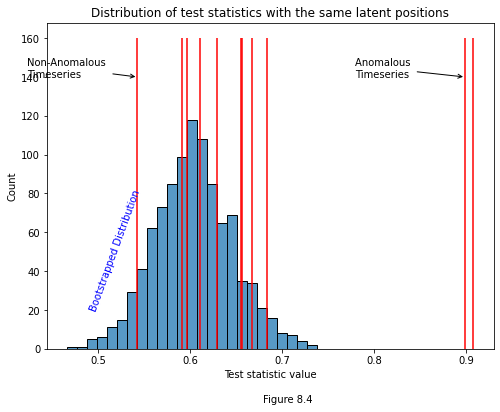 Distribution of test statistics with the same latent positions
160
140
120
100
80
60
40
20
0
Count
Non-Anomalous
Timeseries
Anomalous
Timeseries
Bootstrapped Distribution
0.5
0.6
0.7
0.8
0.9
Test statistic value
Figure 8.4